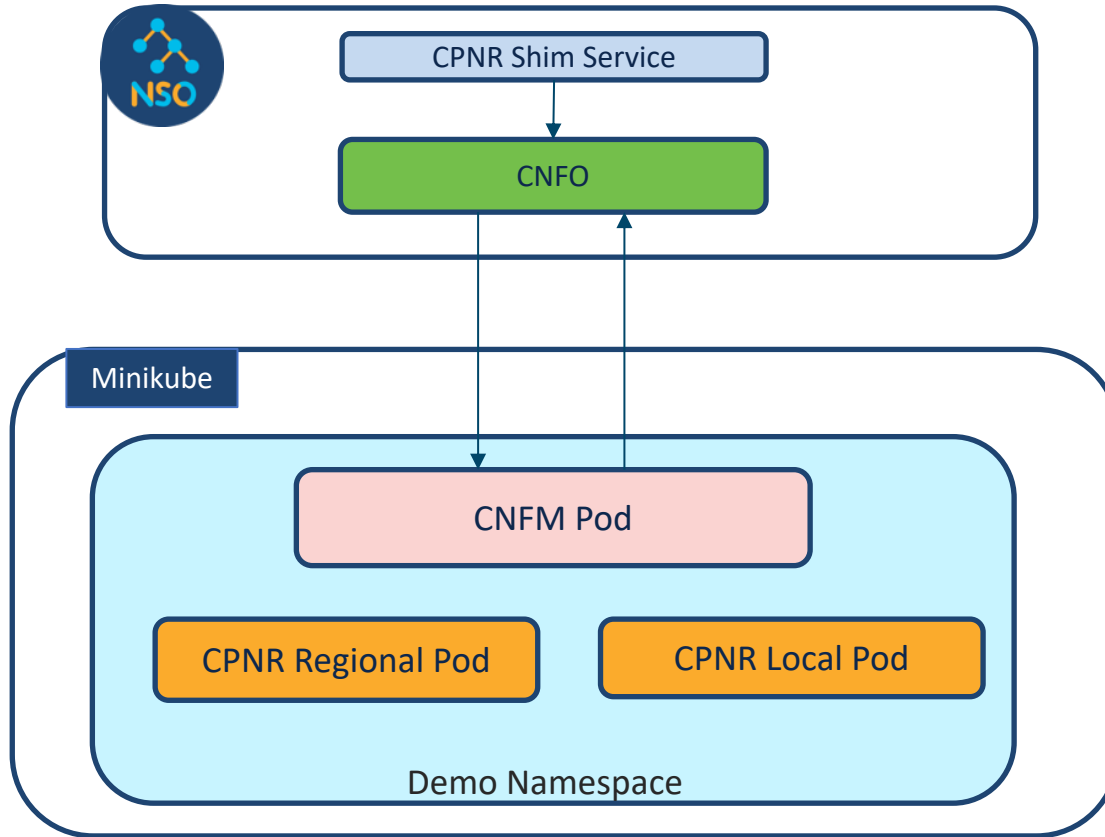 NSO
CPNR Shim Service
CNFO
Minikube
CNFM Pod
CPNR Regional Pod
CPNR Local Pod
Demo Namespace